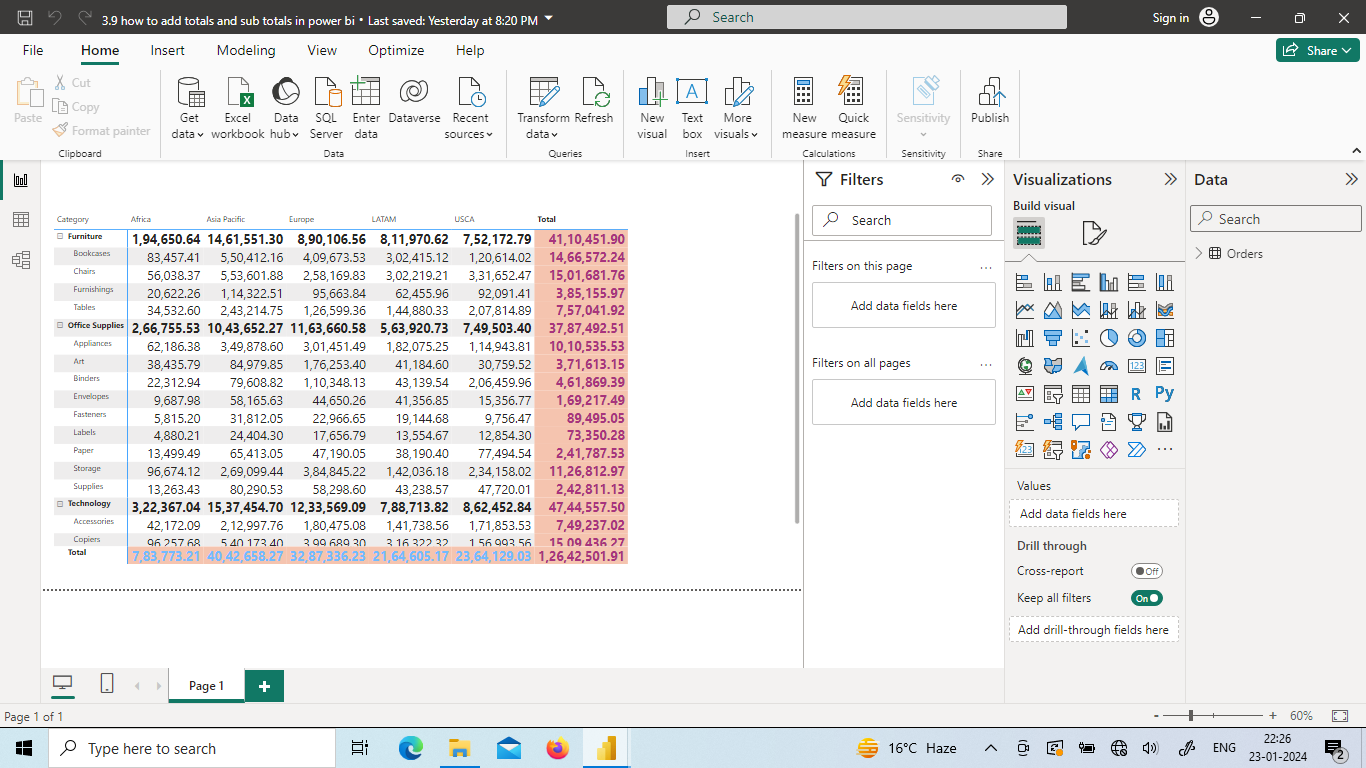 3.9 how to add totals and sub totals in power bi • Last saved: Yesterday at 8:20 PM
Search
Sign in
File Home Insert Modeling View Optimize Help
Share
Paste
Cut
Copy
Format painter
Clipboard
Get data
Excel workbook
Data hub
SQL Server
Enter data
Dataverse
Recent sources
Data
Transform data
Refresh
Queries
New visual
Text box
More visuals
Insert
New measure
Quick measure
Calculations
Sensitivity
Sensitivity
Publish
Share
Category Africa Asia Pacific Europe LATAM USCA Total
Furniture 1,94,650.64 14,61,551.30 8,90,106.56 8,11,970.62 7,52,172.79 41,10,451.90
Bookcases 83,457.41 5,50,412.16 4,09,673.53 3,02,415.12 1,20,614.02 14,66,572.24
Chairs 56,038.37 5,53,601.88 2,58,169.83 3,02,219.21 3,31,652.47 15,01,681.76
Furnishings 20,622.26 1,14,322.51 95,663.84 62,455.96 92,091.41 3,85,155.97
Tables 34,532.60 2,43,214.75 1,26,599.36 1,44,880.33 2,07,814.89 7,57,041.92
Office Supplies 2,66,755.53 10,43,652.27 11,63,660.58 5,63,920.73 7,49,503.40 37,87,492.51
Appliances 62,186.38 3,49,878.60 3,01,451.49 1,82,075.25 1,14,943.81 10,10,535.53
Art 38,435.79 84,979.85 1,76,253.40 41,184.60 30,759.52 3,71,613.15
Binders 22,312.94 79,608.82 1,10,348.13 43,139.54 2,06,459.96 4,61,869.39
Envelopes 9,687.98 58,165.63 44,650.26 41,356.85 15,356.77 1,69,217.49
Fasteners 5,815.20 31,812.05 22,966.65 19,144.68 9,756.47 89,495.05
Labels 4,880.21 24,404.30 17,656.79 13,554.67 12,854.30 73,350.28
Paper 13,499.49 65,413.05 47,190.05 38,190.40 77,494.54 2,41,787.53
Storage 96,674.12 2,69,099.44 3,84,845.22 1,42,036.18 2,34,158.02 11,26,812.97
Supplies 13,263.43 80,290.53 58,298.60 43,238.57 47,720.01 2,42,811.13
Technology 3,22,367.04 15,37,454.70 12,33,569.09 7,88,713.82 8,62,452.84 47,44,557.50
Accessories 42,172.09 2,12,997.76 1,80,475.08 1,41,738.56 1,71,853.53 7,49,237.02
Copiers 96,257.68 5,40,173.40 3,99,689.30 3,16,322.32 1,56,993.56 15,09,436.27
Total 7,83,773.21 40,42,658.27 32,87,336.23 21,64,605.17 23,64,129.03 1,26,42,501.91
Filters
Search
Filters on this page ...
Add data fields here
Filters on all pages ...
Add data fields here
Visualizations
Build visual
123
R Py
123
...
Values
Add data fields here
Drill through
Cross-report Off
Keep all filters On
Add drill-through fields here
Data
Search
Orders
Page 1
+
Page 1 of 1
- + 60%
Type here to search
16°C Haze
ENG
22:26
23-01-2024
2